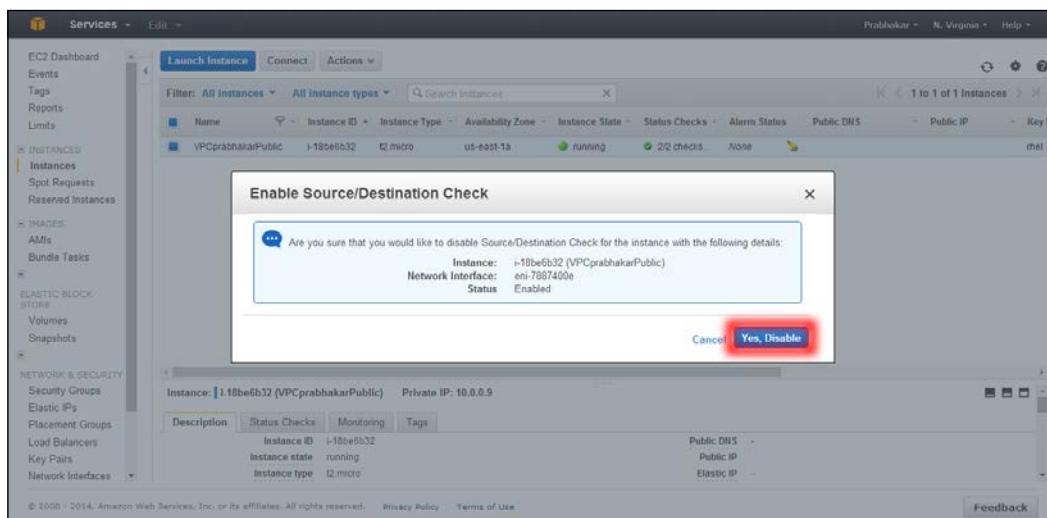 Services Edit Prabhakar N. Virginia Help
EC2 Dashboard
Events
Tags
Reports
Limits
INSTANCES
Instances
Spot Requests
Reserved Instances
IMAGES
AMIs
Bundle Tasks
ELASTIC BLOCK
STORE
Volumes
Snapshots
NETWORK & SECURITY
Security Groups
Elastic IPs
Placement Groups
Load Balancers
Key Pairs
Network Interfaces
Launch Instance Connect Actions
Filter: All instances All instance types Search Instances 1 to 1 of 1 Instances
Name Instance ID Instance Type Availability Zone Instance State Status Checks Alarm Status Public DNS Public IP Key
VPCprabhakarPublic i-18be6b32 t2.micro us-east-1a running 2/2 checks... None rhel
Enable Source/Destination Check
Are you sure that you would like to disable Source/Destination Check for the instance with the following details:
Instance: i-18be6b32 (VPCprabhakarPublic)
Network Interface: eni-7887400e
Status Enabled
Cancel Yes, Disable
Instance: i-18be6b32 (VPCprabhakarPublic) Private IP: 10.0.0.9
Description Status Checks Monitoring Tags
Instance ID i-18be6b32 Public DNS -
Instance state running Public IP
Instance type t2.micro Elastic IP -
© 2008 - 2014, Amazon Web Services, Inc. or its affiliates. All rights reserved. Privacy Policy Terms of Use Feedback